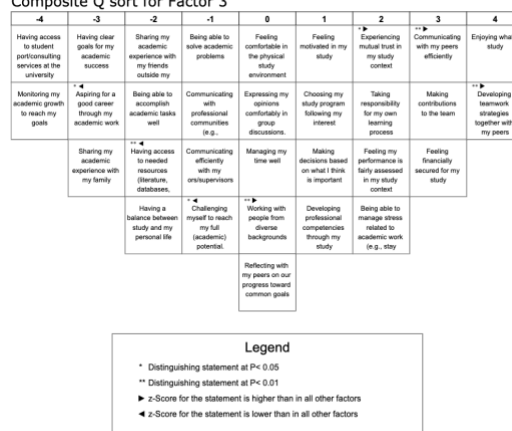 Composite Q sort for Factor 3
-4 -3 -2 -1 0 1 2 3 4
Having access
to student
port/consulting
services at the
university
Having clear
goals for my
academic
success
Sharing my
academic
experience with
my friends
outside my
Being able to
solve academic
problems
Feeling
comfortable in
the physical
study
environment
Feeling
motivated in my
study
* ►
Experiencing
mutual trust in
my study
context
** ►
Communicating
with my peers
efficiently
Enjoying wha
study
Monitoring my
academic growth
to reach my
goals
* ◄
Aspiring for a
good career
through my
academic work
Being able to
accomplish
academic tasks
well
Communicating
with
professional
communities
(e.g.,
Expressing my
opinions
comfortably in
group
discussions.
Choosing my
study program
following my
interest
Taking
responsibility
for my own
learning
process
Making
contributions
to the team
** ►
Developing
teamwork
strategies
together with
my peers
Sharing my
academic
experience with
my family
** ◄
Having access
to needed
resources
(literature,
databases,
Communicating
efficiently
with my
ors/supervisors
Managing my
time well
Making
decisions based
on what I think
is important
Feeling my
performance is
fairly assessed
in my study
context
Feeling
financially
secured for my
study
Having a
balance between
study and my
personal life
* ◄
Challenging
myself to reach
my full
(academic)
potential.
** ►
Working with
people from
diverse
backgrounds
Developing
professional
competencies
through my
study
Being able to
manage stress
related to
academic work
(e.g., stay
Reflecting with
my peers on our
progress toward
common goals
Legend
* Distinguishing statement at P< 0.05
** Distinguishing statement at P< 0.01
► z-Score for the statement is higher than in all other factors
◄ z-Score for the statement is lower than in all other factors